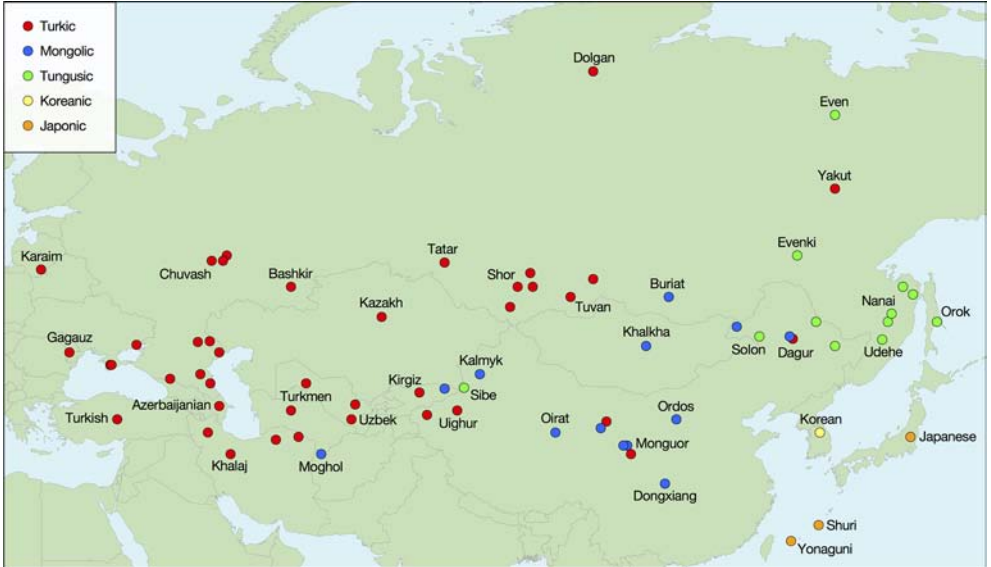 Turkic
Mongolic
Tungusic
Koreanic
Japonic
Dolgan
Even
Yakut
Karaim
Chuvash
Bashkir
Tatar
Shor
Tuvan
Buriat
Evenki
Nanai
Orok
Kazakh
Khalkha
Solon
Dagur
Udehe
Gagauz
Kalmyk
Turkish
Azerbaijanian
Turkmen
Kirgiz
Sibe
Uzbek
Uighur
Oirat
Ordos
Korean
Japanese
Khalaj
Moghol
Monguor
Dongxiang
Shuri
Yonaguni